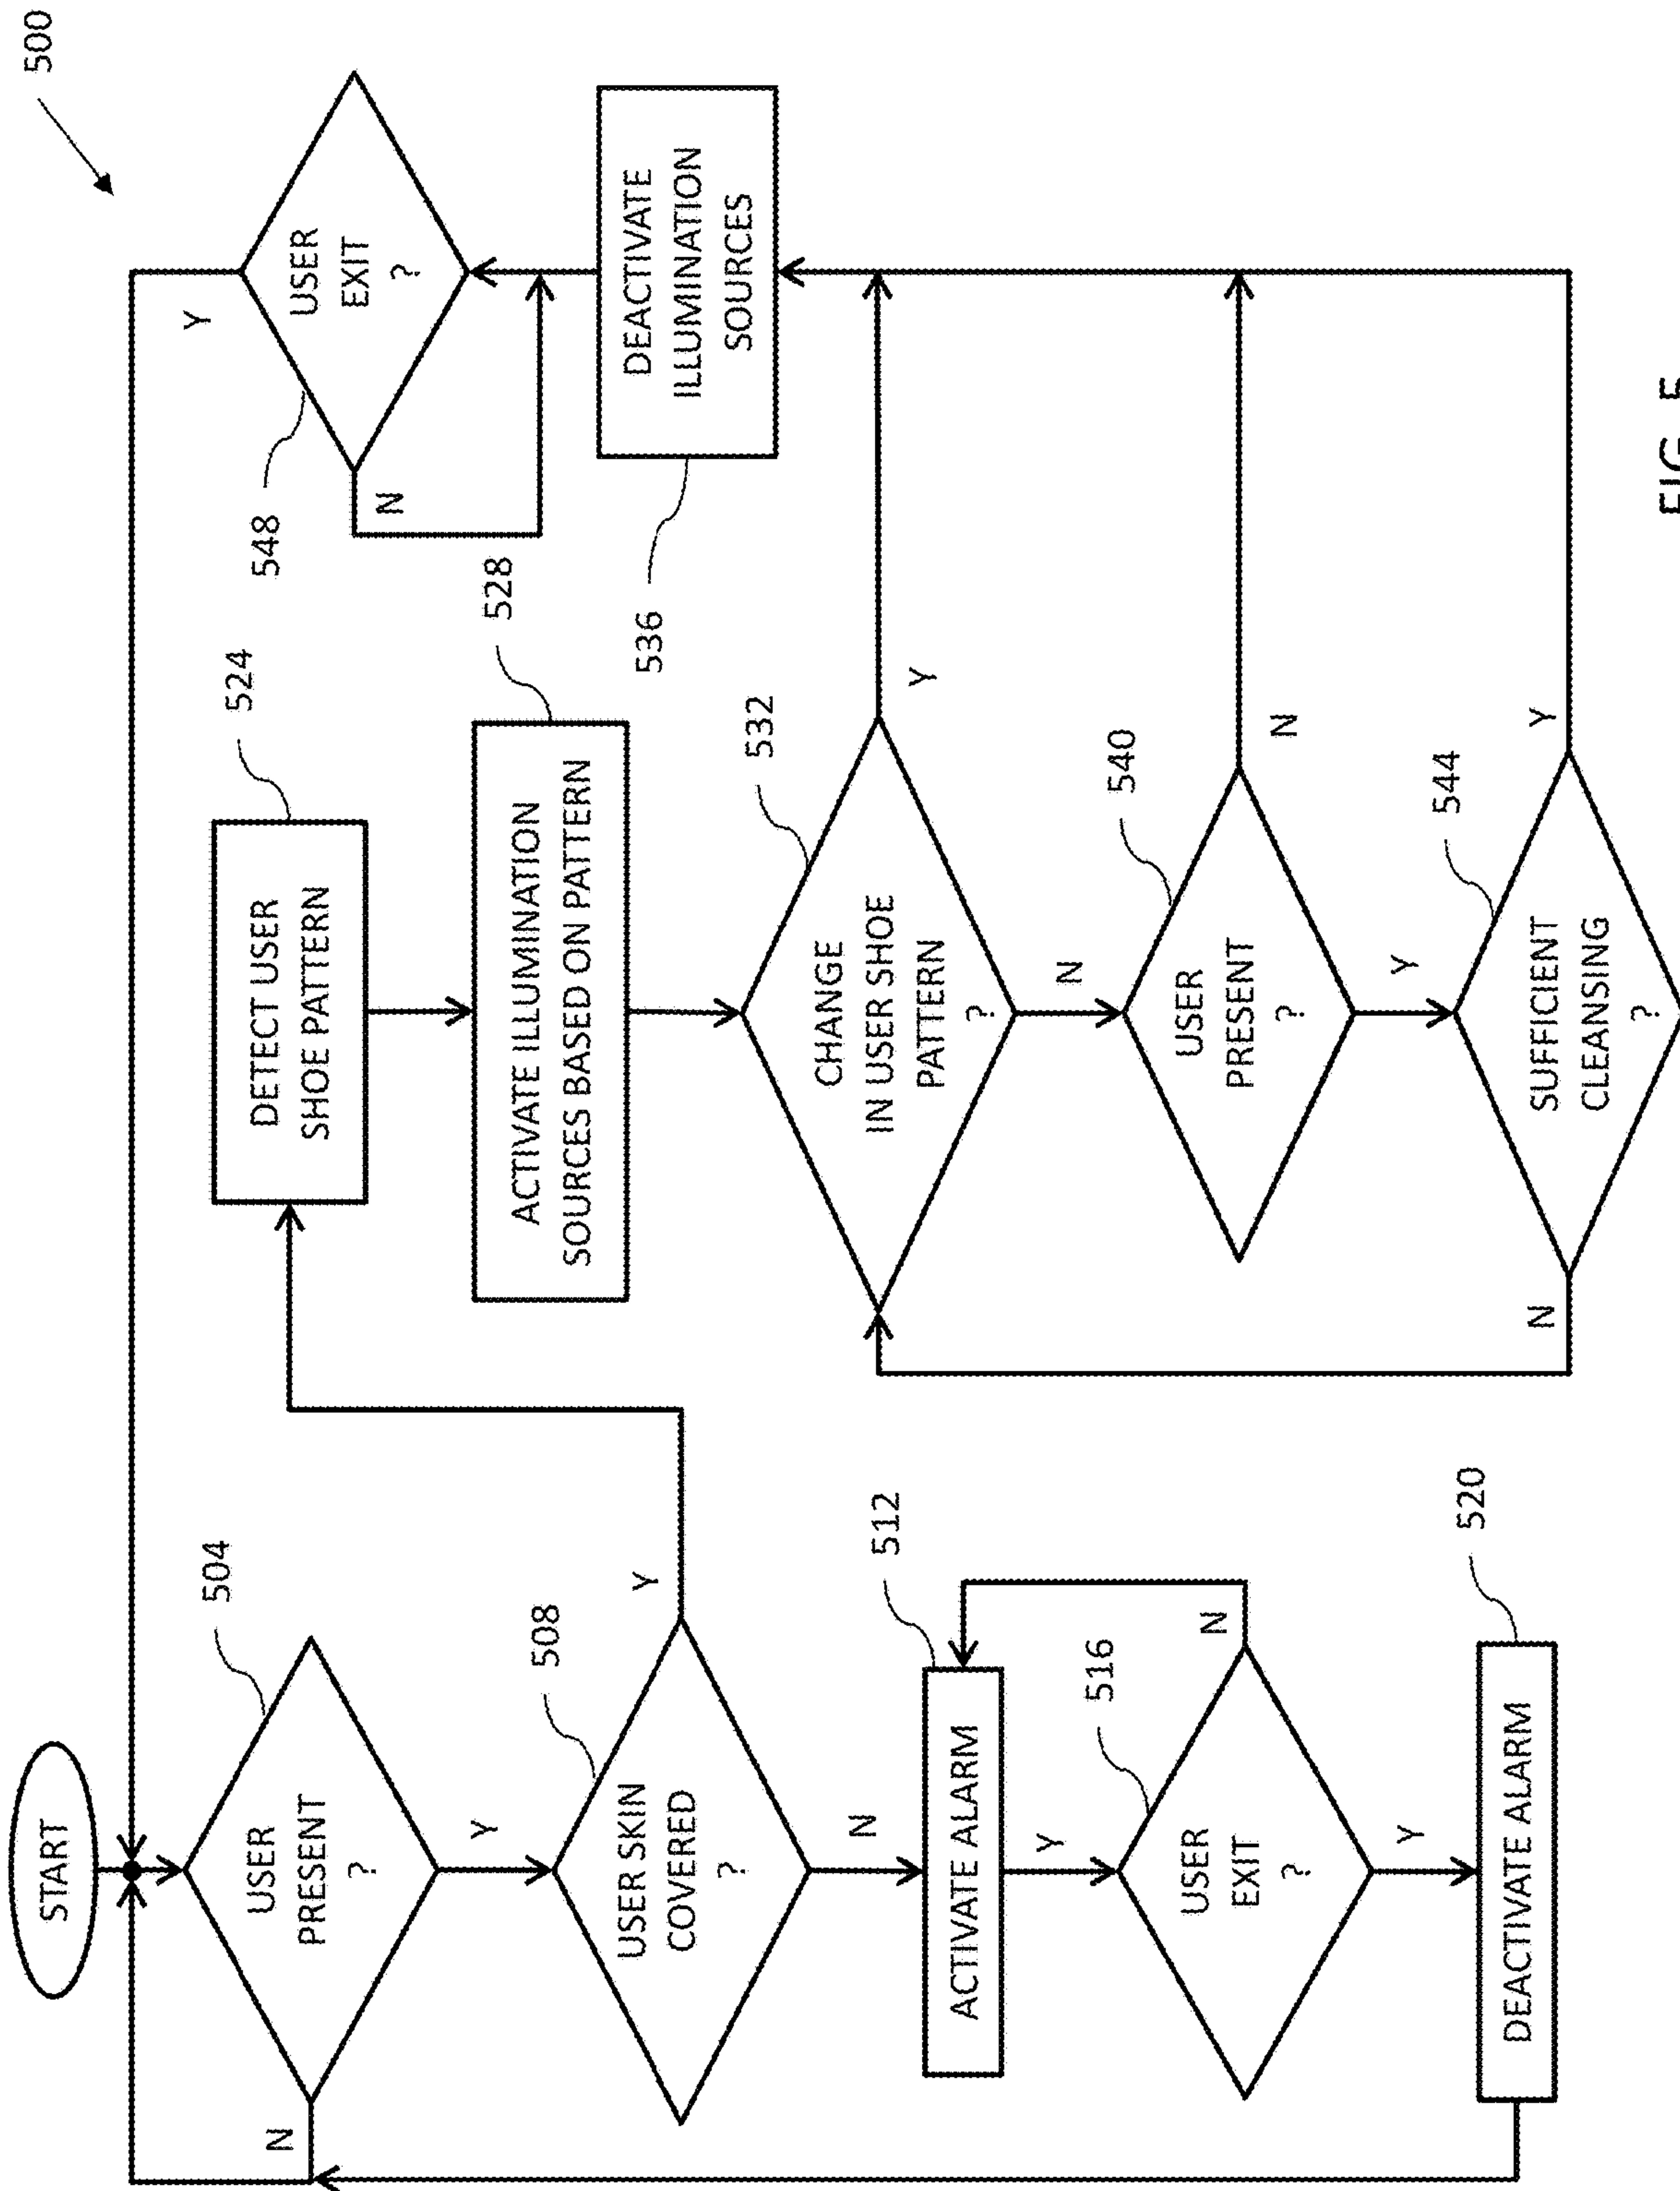 500
START
504
USER
PRESENT
?
N
Y
508
USER SKIN
COVERED
?
Y
N
512
ACTIVATE ALARM
Y
516
USER
EXIT
?
N
Y
520
DEACTIVATE ALARM
524
DETECT USER
SHOE PATTERN
528
ACTIVATE ILLUMINATION
SOURCES BASED ON PATTERN
532
CHANGE
IN USER SHOE
PATTERN
?
Y
N
540
USER
PRESENT
?
N
Y
544
SUFFICIENT
CLEANSING
?
Y
N
536
DEACTIVATE
ILLUMINATION
SOURCES
548
USER
EXIT
?
N
Y
FIG. 5